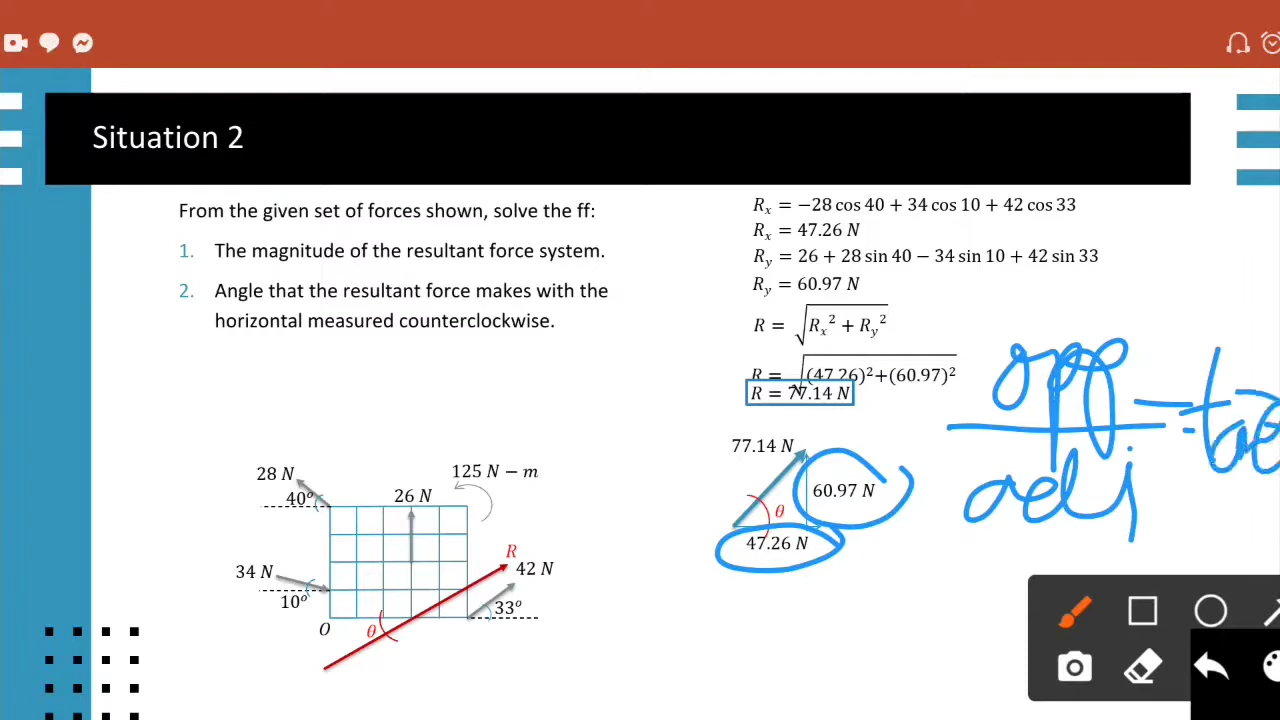 Situation 2
From the given set of forces shown, solve the ff:
1. The magnitude of the resultant force system.
2. Angle that the resultant force makes with the
horizontal measured counterclockwise.
28 N
40°
26 N
125 N − m
34 N
10°
O
θ
R
42 N
33°
Rₓ = −28 cos 40 + 34 cos 10 + 42 cos 33
Rₓ = 47.26 N
R_y = 26 + 28 sin 40 − 34 sin 10 + 42 sin 33
R_y = 60.97 N
R = √(Rₓ² + R_y²)
R = √((47.26)²+(60.97)²)
R = 77.14 N
77.14 N
60.97 N
θ
47.26 N
opp
adj
=